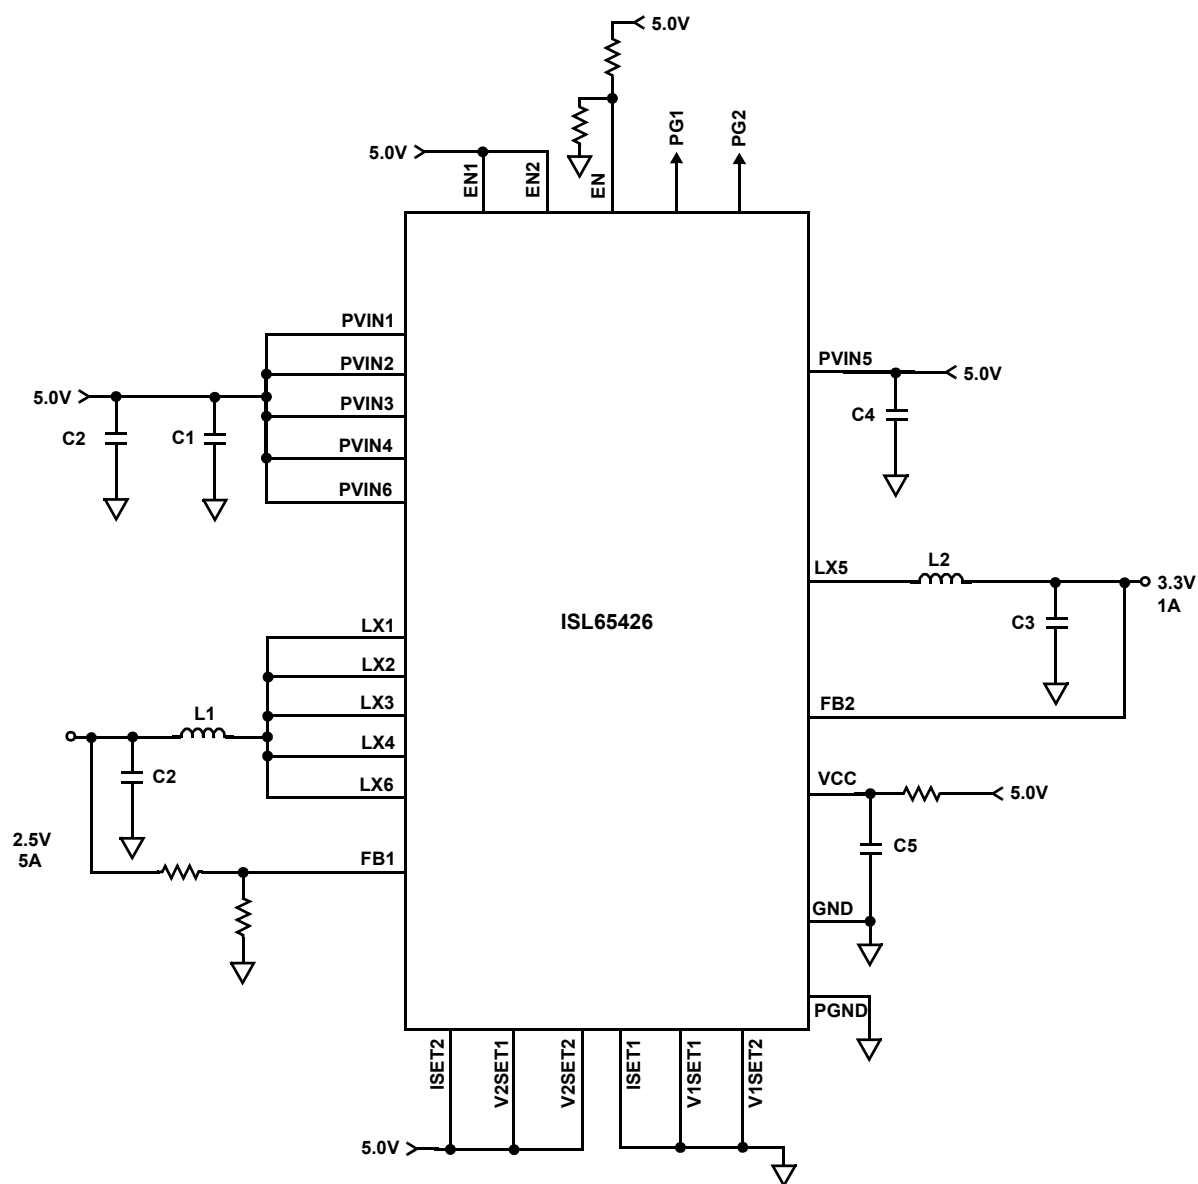 5.0V
PG1
PG2
5.0V
EN1
EN2
EN
PVIN1
PVIN2
PVIN3
PVIN4
PVIN6
5.0V
C2
C1
PVIN5
5.0V
C4
LX5
L2
3.3V
1A
C3
FB2
ISL65426
LX1
LX2
LX3
LX4
LX6
L1
C2
2.5V
5A
FB1
VCC
5.0V
C5
GND
PGND
ISET2
V2SET1
V2SET2
ISET1
V1SET1
V1SET2
5.0V